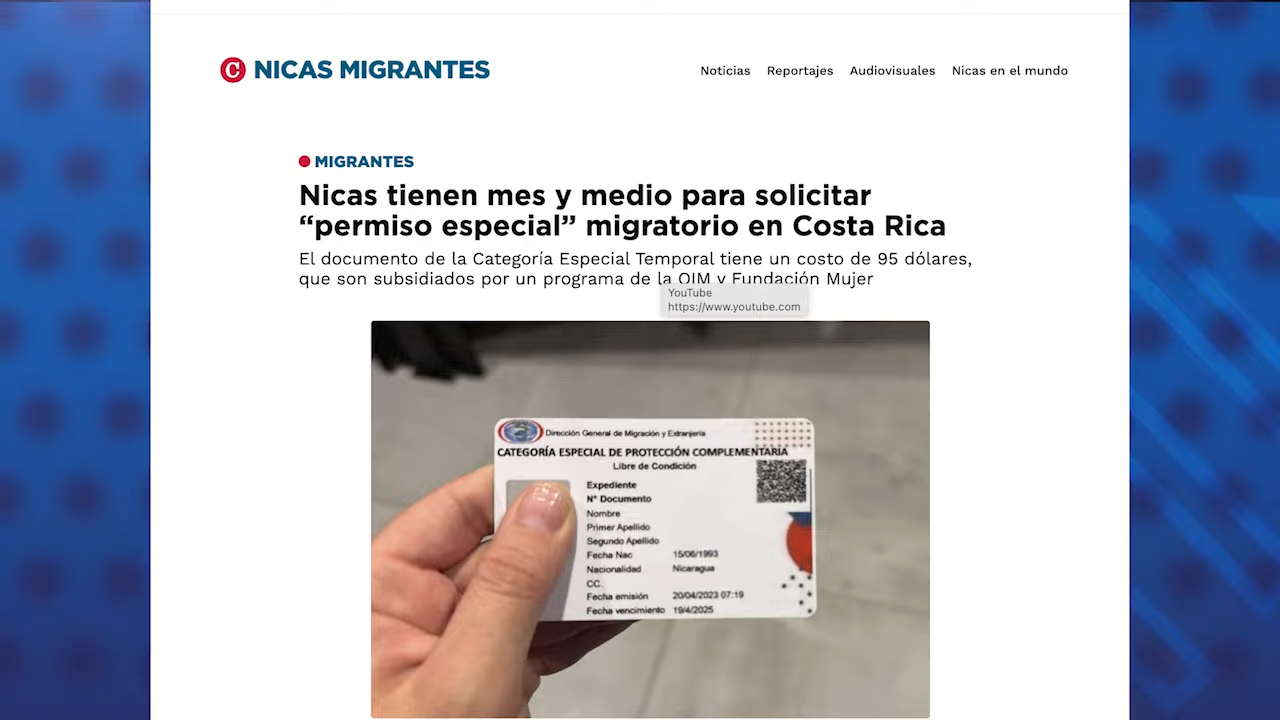 C NICAS MIGRANTES
Noticias Reportajes Audiovisuales Nicas en el mundo
MIGRANTES
Nicas tienen mes y medio para solicitar
“permiso especial” migratorio en Costa Rica
El documento de la Categoría Especial Temporal tiene un costo de 95 dólares,
que son subsidiados por un programa de la OIM y Fundación Mujer
YouTube
https://www.youtube.com
Dirección General de Migración y Extranjería
CATEGORÍA ESPECIAL DE PROTECCIÓN COMPLEMENTARIA
Libre de Condición
Expediente
N° Documento
Nombre
Primer Apellido
Segundo Apellido
Fecha Nac 15/06/1993
Nacionalidad Nicaragua
CC.
Fecha emisión 20/04/2023 07:19
Fecha vencimiento 19/4/2025